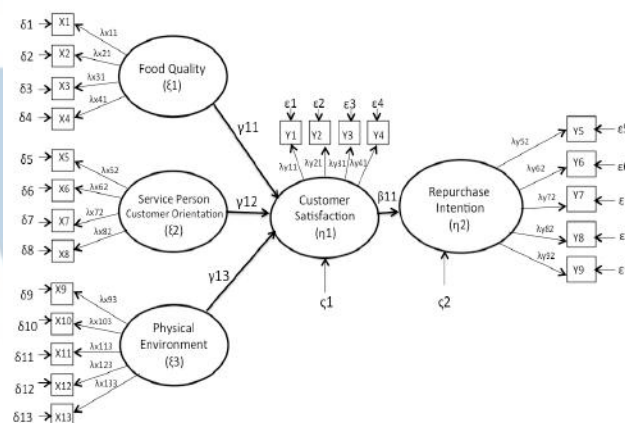 δ1 X1 λx11
δ2 X2 λx21
δ3 X3 λx31
δ4 X4 λx41
Food Quality
(ξ1)
γ11
δ5 X5 λx52
δ6 X6 λx62
δ7 X7 λx72
δ8 X8 λx82
Service Person
Customer Orientation
(ξ2)
γ12
δ9 X9 λx93
δ10 X10 λx103
δ11 X11 λx113
δ12 X12 λx123
δ13 X13 λx133
Physical
Environment
(ξ3)
γ13
ε1 ε2 ε3 ε4
Y1 Y2 Y3 Y4
λy11 λy21 λy31 λy41
Customer
Satisfaction
(η1)
ς1
β11
Repurchase
Intention
(η2)
ς2
λy52 Y5
λy62 Y6
λy72 Y7
λy82 Y8
λy92 Y9